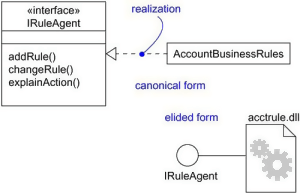 «interface»
IRuleAgent
addRule()
changeRule()
explainAction()
realization
AccountBusinessRules
canonical form
elided form
acctrule.dll
IRuleAgent